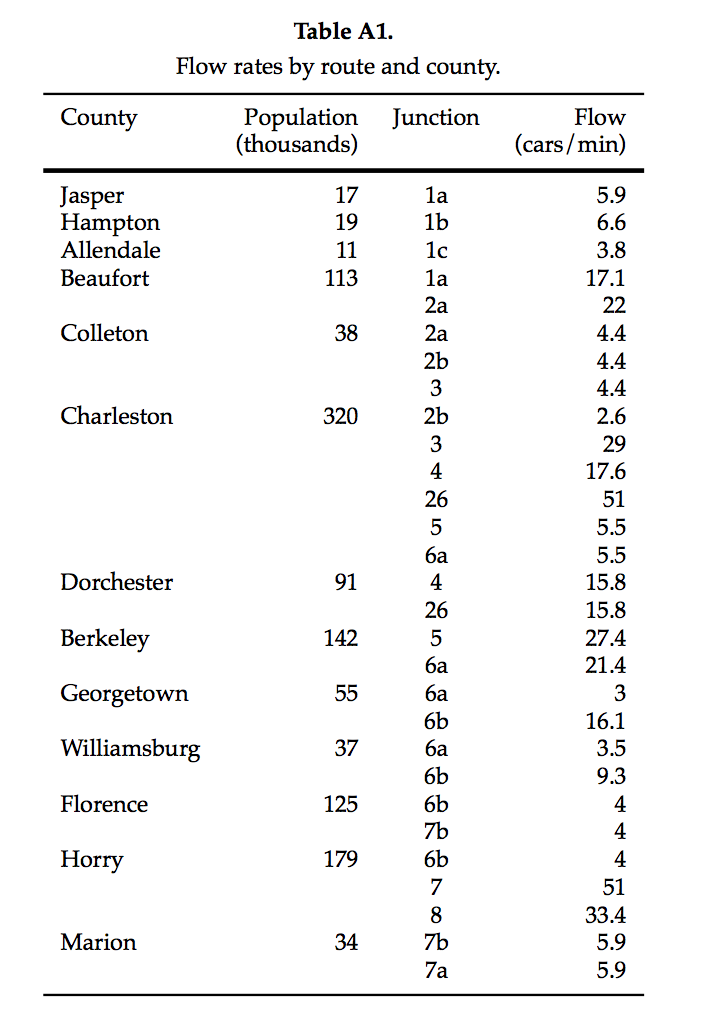 Table A1.
Flow rates by route and county.
County Population Junction Flow
(thousands) (cars/min)
Jasper 17 1a 5.9
Hampton 19 1b 6.6
Allendale 11 1c 3.8
Beaufort 113 1a 17.1
2a 22
Colleton 38 2a 4.4
2b 4.4
3 4.4
Charleston 320 2b 2.6
3 29
4 17.6
26 51
5 5.5
6a 5.5
Dorchester 91 4 15.8
26 15.8
Berkeley 142 5 27.4
6a 21.4
Georgetown 55 6a 3
6b 16.1
Williamsburg 37 6a 3.5
6b 9.3
Florence 125 6b 4
7b 4
Horry 179 6b 4
7 51
8 33.4
Marion 34 7b 5.9
7a 5.9